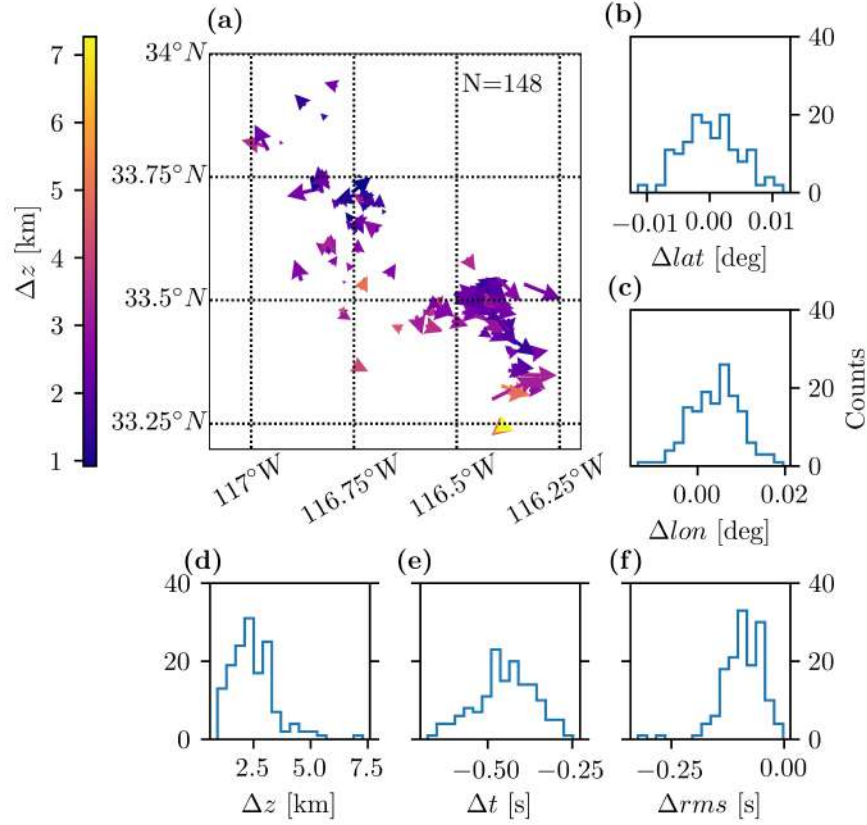 (a)
N=148
34°N
33.75°N
33.5°N
33.25°N
117°W
116.75°W
116.5°W
116.25°W
7
6
5
4
3
2
1
Δz [km]
(b)
40
20
0
−0.01
0.00
0.01
Δlat [deg]
(c)
40
20
0
Counts
0.00
0.02
Δlon [deg]
(d)
40
20
0
2.5
5.0
7.5
Δz [km]
(e)
−0.50
−0.25
Δt [s]
(f)
40
20
0
−0.25
0.00
Δrms [s]